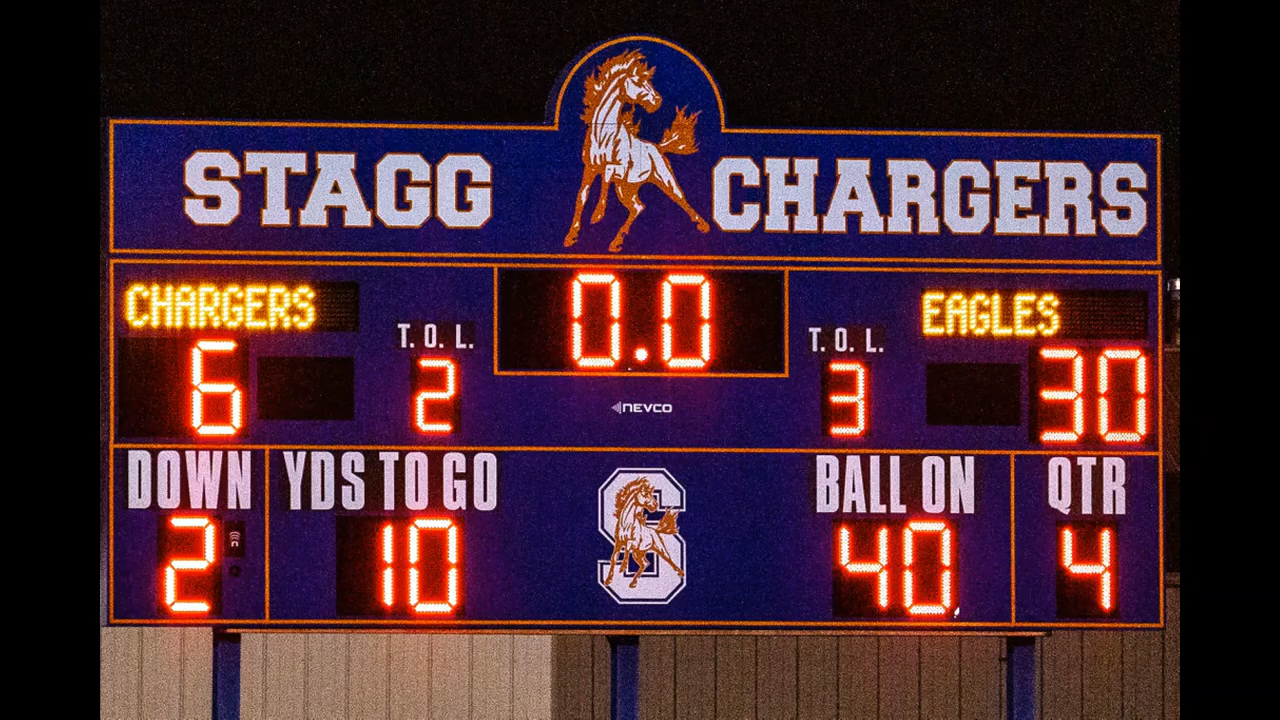 STAGG CHARGERS
CHARGERS 0.0 EAGLES
T. O. L. T. O. L.
6 2 3 30
NEVCO
DOWN YDS TO GO BALL ON QTR
S
2 10 40 4